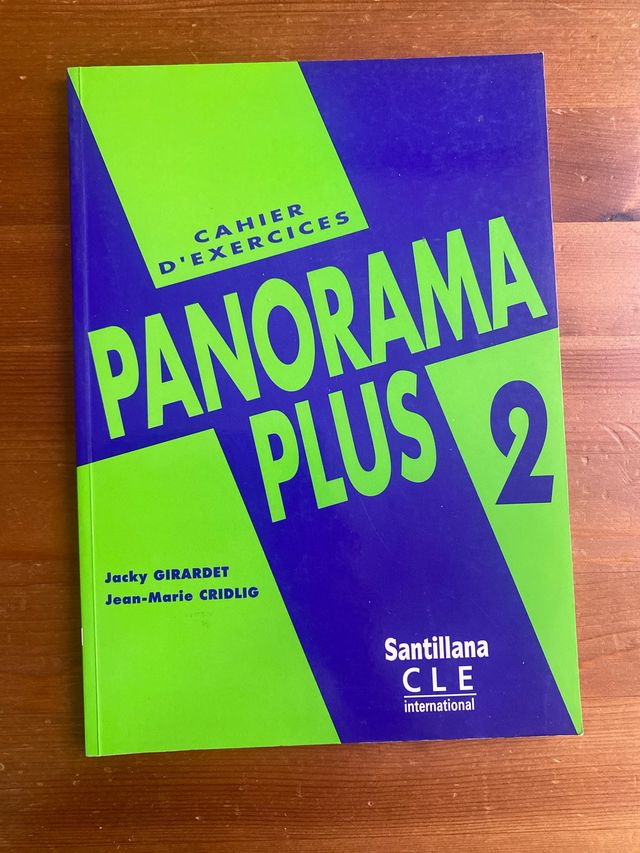 CAHIER
D'EXERCICES
PANORAMA
PLUS 2
Jacky GIRARDET
Jean-Marie CRIDLIG
Santillana
CLE
international